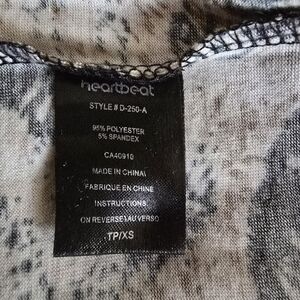 heartbeat
STYLE # D-250-A
95% POLYESTER
5% SPANDEX
CA40910
MADE IN CHINA/
FABRIQUE EN CHINE
INSTRUCTIONS
ON REVERSE/AU VERSO
TP/XS